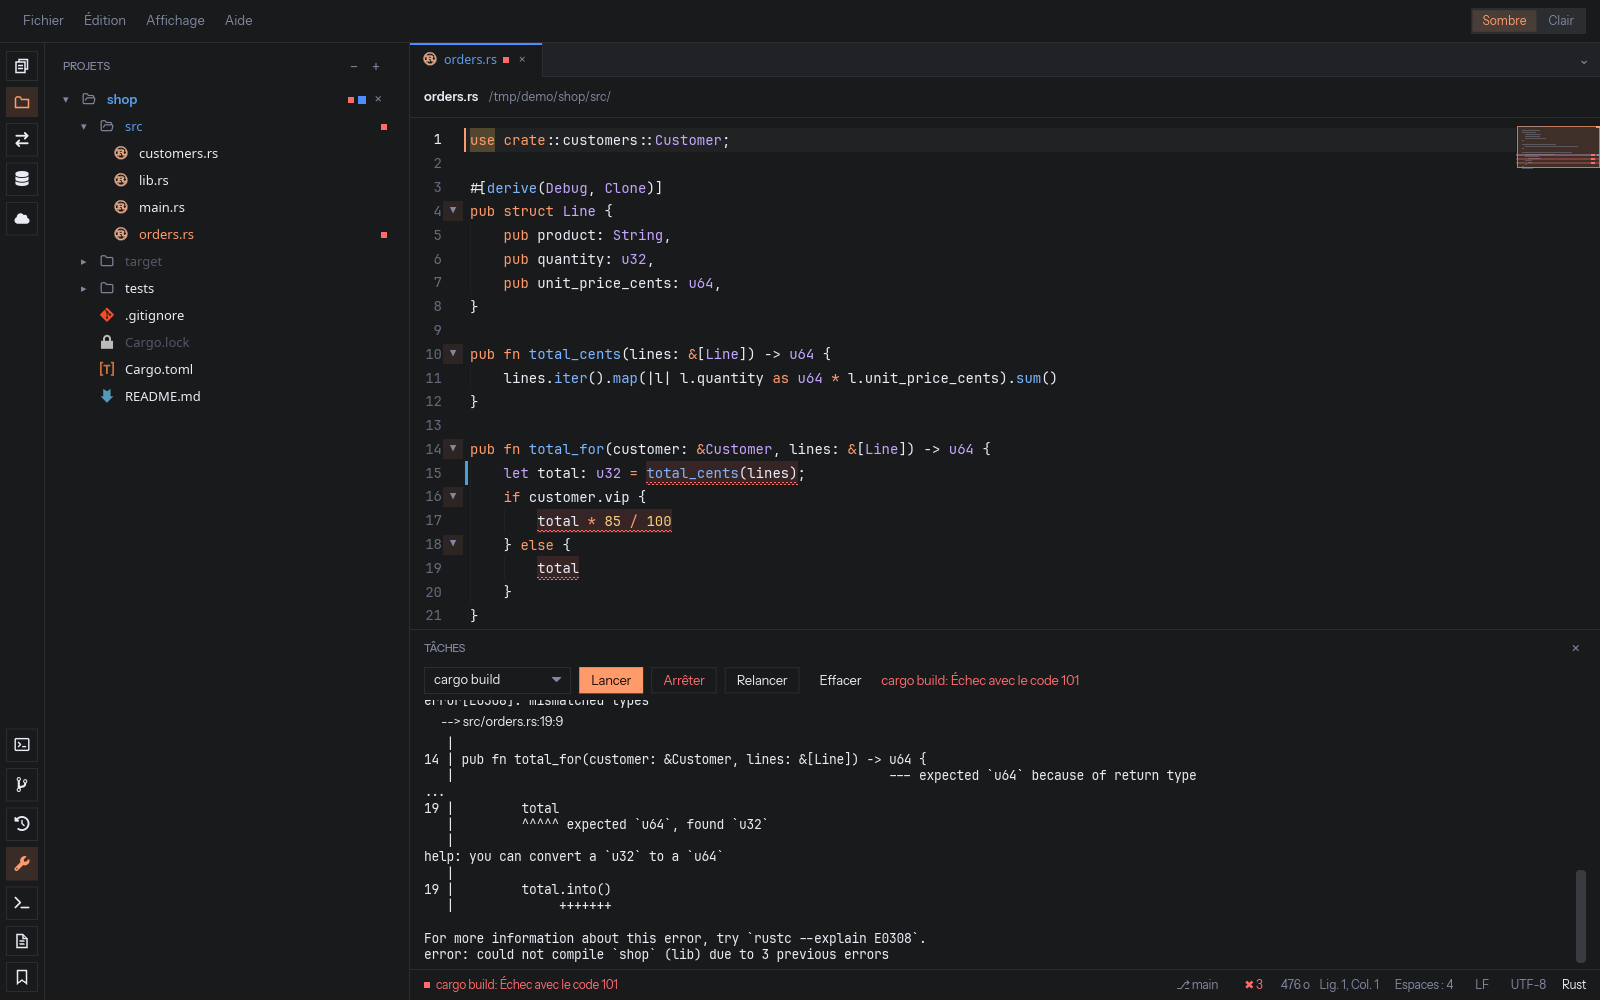 Fichier Édition Affichage Aide Sombre Clair
PROJETS − +
▾ shop ×
▾ src
customers.rs
lib.rs
main.rs
orders.rs
▸ target
▸ tests
.gitignore
Cargo.lock
[T] Cargo.toml
README.md
orders.rs ×
orders.rs /tmp/demo/shop/src/
1 use crate::customers::Customer;
2
3 #[derive(Debug, Clone)]
4 pub struct Line {
5     pub product: String,
6     pub quantity: u32,
7     pub unit_price_cents: u64,
8 }
9
10 pub fn total_cents(lines: &[Line]) -> u64 {
11     lines.iter().map(|l| l.quantity as u64 * l.unit_price_cents).sum()
12 }
13
14 pub fn total_for(customer: &Customer, lines: &[Line]) -> u64 {
15     let total: u32 = total_cents(lines);
16     if customer.vip {
17         total * 85 / 100
18     } else {
19         total
20     }
21 }
TÂCHES ×
cargo build Lancer Arrêter Relancer Effacer cargo build: Échec avec le code 101
error[E0308]: mismatched types
--> src/orders.rs:19:9
   |
14 | pub fn total_for(customer: &Customer, lines: &[Line]) -> u64 {
   |                                                          --- expected `u64` because of return type
...
19 |         total
   |         ^^^^^ expected `u64`, found `u32`
   |
help: you can convert a `u32` to a `u64`
   |
19 |         total.into()
   |              +++++++
For more information about this error, try `rustc --explain E0308`.
error: could not compile `shop` (lib) due to 3 previous errors
cargo build: Échec avec le code 101 main ✖ 3 476 o Lig. 1, Col. 1 Espaces : 4 LF UTF-8 Rust